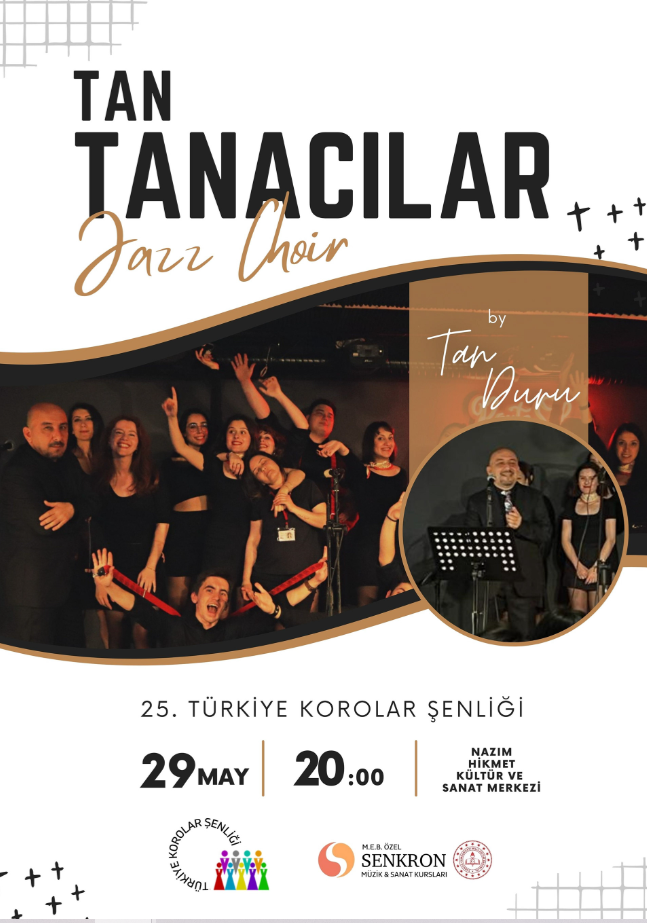 TAN
TANACILAR
Jazz Choir
by
Tan
Duru
25. TÜRKİYE KOROLAR ŞENLİĞİ
29 MAY
20:00
NAZIM
HİKMET
KÜLTÜR VE
SANAT MERKEZİ
TÜRKİYE KOROLAR ŞENLİĞİ
M.E.B. ÖZEL
SENKRON
MÜZİK & SANAT KURSLARI